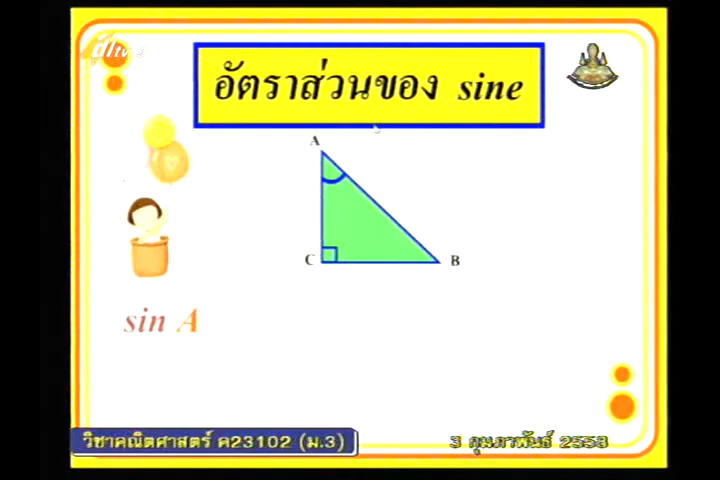 dltv
อัตราส่วนของ sine
A
C
B
sin A
วิชาคณิตศาสตร์ ค23102 (ม.3)
3 กุมภาพันธ์ 2553